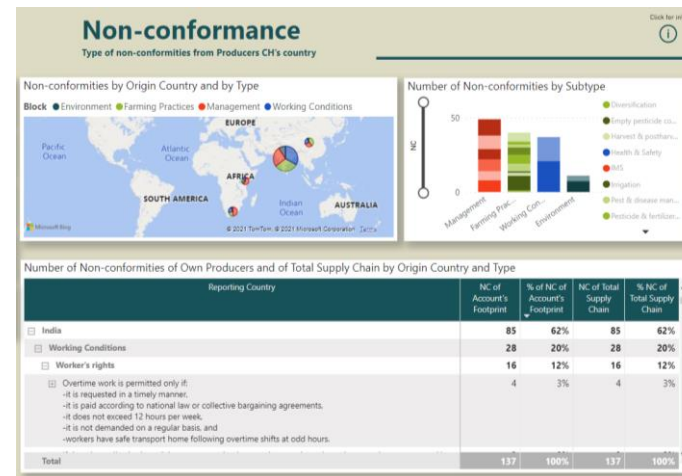 Non-conformance
Type of non-conformities from Producers CH's country
Click for in
Non-conformities by Origin Country and by Type
Block Environment Farming Practices Management Working Conditions
EUROPE
Pacific
Ocean
Atlantic
Ocean
AFRICA
SOUTH AMERICA
Indian
Ocean
AUSTRALIA
Microsoft Bing
© 2021 TomTom, © 2021 Microsoft Corporation Terms
Number of Non-conformities by Subtype
NC
50
0
Management
Farming Prac...
Working Con...
Environment
Diversification
Empty pesticide co...
Harvest & posthars...
Health & Safety
IMS
Irrigation
Pest & disease man...
Pesticide & fertilizer...
Number of Non-conformities of Own Producers and of Total Supply Chain by Origin Country and Type
Reporting Country
NC of Account's Footprint
% of NC of Account's Footprint
NC of Total Supply Chain
% NC of Total Supply Chain
India 85 62% 85 62%
Working Conditions 28 20% 28 20%
Worker's rights 16 12% 16 12%
Overtime work is permitted only if: 4 3% 4 3%
-it is requested in a timely manner,
-it is paid according to national law or collective bargaining agreements,
-it does not exceed 12 hours per week,
-it is not demanded on a regular basis, and
-workers have safe transport home following overtime shifts at odd hours.
Total 137 100% 137 100%